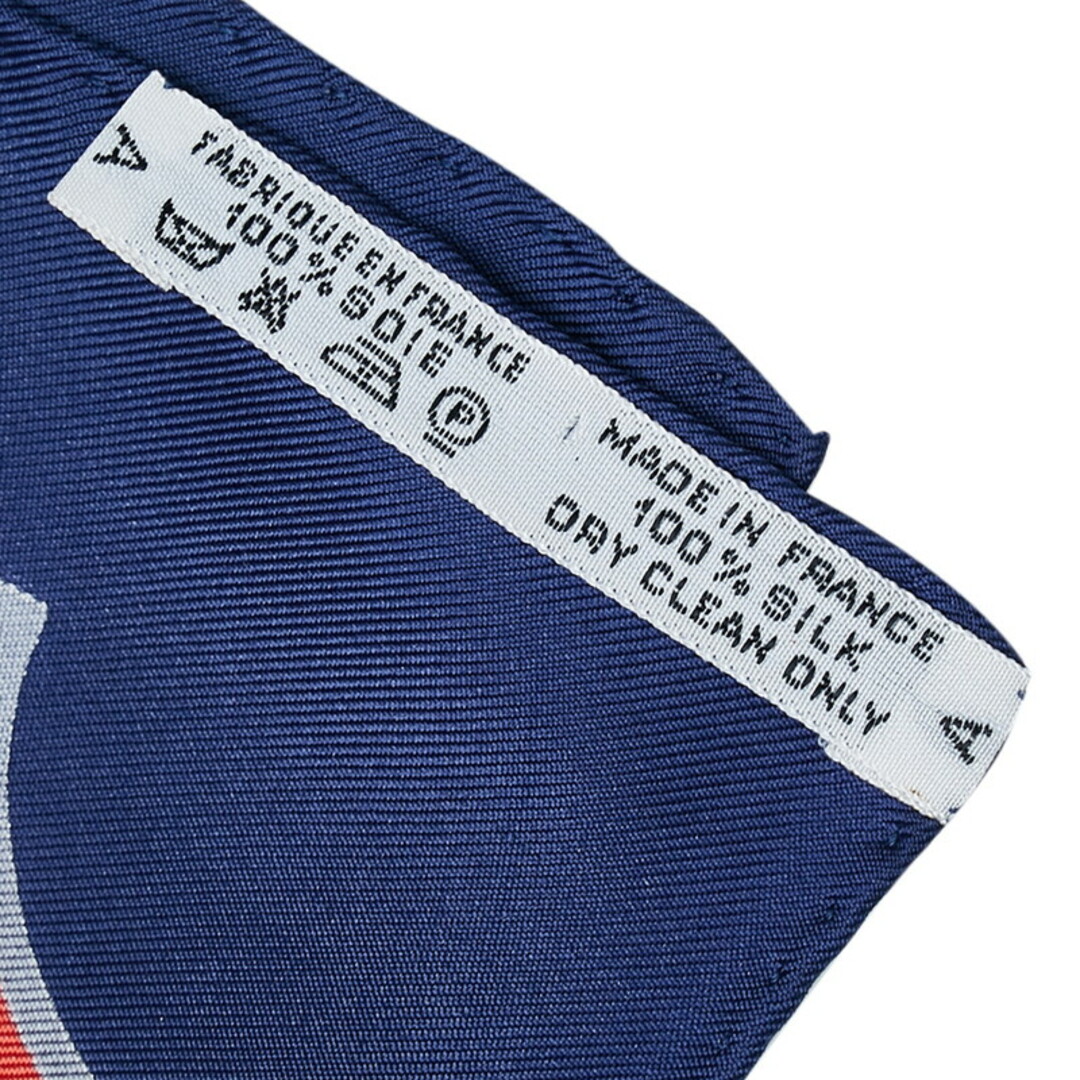 A
FABRIQUE EN FRANCE
100% SOIE
P
MADE IN FRANCE
100% SILK
DRY CLEAN ONLY
A